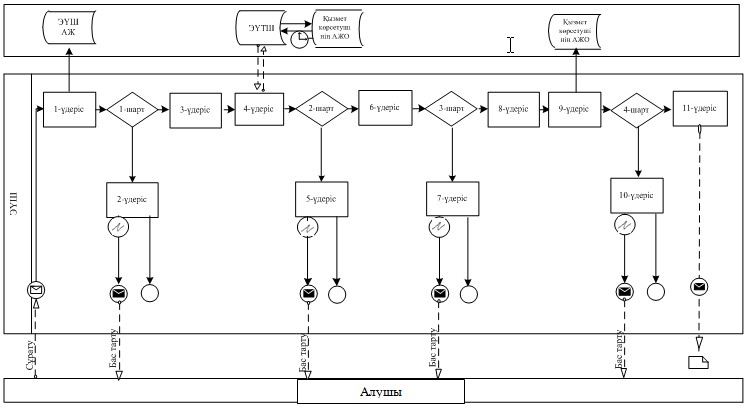 ЭҮШ
АЖ
ЭҮТШ
Қызмет
көрсетуші
нің АЖО
Қызмет
көрсетуші
нің АЖО
1-үдеріс
1-шарт
3-үдеріс
4-үдеріс
2-шарт
6-үдеріс
3-шарт
8-үдеріс
9-үдеріс
4-шарт
11-үдеріс
2-үдеріс
5-үдеріс
7-үдеріс
10-үдеріс
ЭҮШ
Сұрату
Бас тарту
Бас тарту
Бас тарту
Бас тарту
Алушы